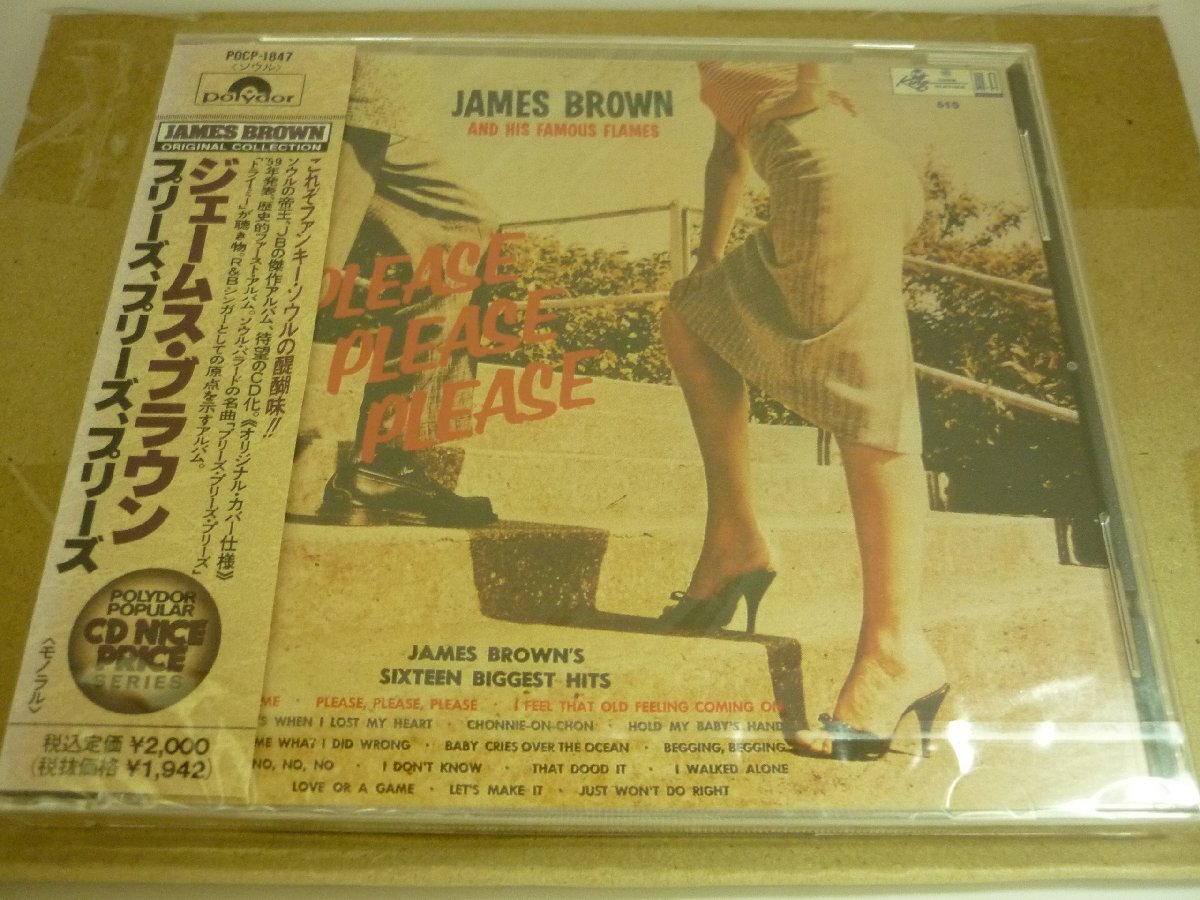 POCP-1847
〈ソウル〉
polydor
JAMES BROWN
ORIGINAL COLLECTION
ジェームス・ブラウン
プリーズ、プリーズ、プリーズ
これぞファンキー・ソウルの醍醐味!!
ソウルの帝王、J.Bの傑作アルバム、待望のCD化。《オリジナル・カバー仕様》
'59年発表、歴史的ファースト・アルバム。ソウル・バラードの名曲「プリーズ・プリーズ・プリーズ」
「トライ・ミー」が聴き物。R&Bシンガーとしての原点を示すアルバム。
POLYDOR
POPULAR
CD NICE
PRICE
SERIES
〈モノラル〉
税込定価 ¥2,000
(税抜価格 ¥1,942)
JAMES BROWN
AND HIS FAMOUS FLAMES
King
610
PLEASE
PLEASE
PLEASE
JAMES BROWN'S
SIXTEEN BIGGEST HITS
ME · PLEASE, PLEASE, PLEASE · I FEEL THAT OLD FEELING COMING ON
'S WHEN I LOST MY HEART · CHONNIE-ON-CHON · HOLD MY BABY'S HAND
ME WHAT I DID WRONG · BABY CRIES OVER THE OCEAN · BEGGING, BEGGING
NO, NO, NO · I DON'T KNOW · THAT DOOD IT · I WALKED ALONE
LOVE OR A GAME · LET'S MAKE IT · JUST WON'T DO RIGHT